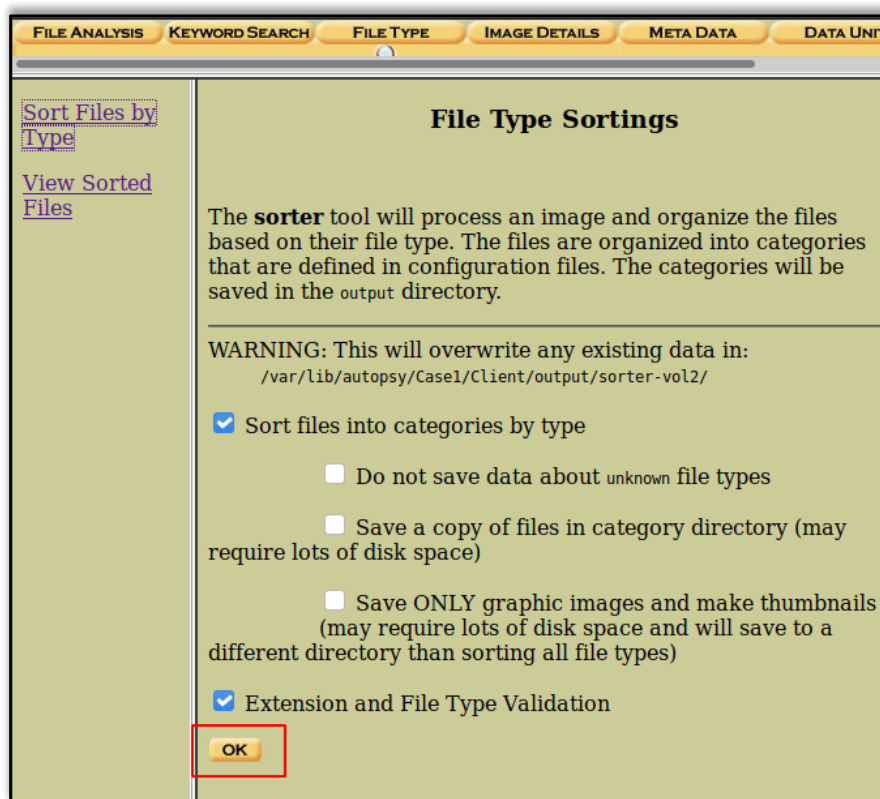 FILE ANALYSIS KEYWORD SEARCH FILE TYPE IMAGE DETAILS META DATA DATA UNIT
Sort Files by
Type
View Sorted
Files
File Type Sortings
The sorter tool will process an image and organize the files
based on their file type. The files are organized into categories
that are defined in configuration files. The categories will be
saved in the output directory.
WARNING: This will overwrite any existing data in:
/var/lib/autopsy/Case1/Client/output/sorter-vol2/
Sort files into categories by type
Do not save data about unknown file types
Save a copy of files in category directory (may
require lots of disk space)
Save ONLY graphic images and make thumbnails
(may require lots of disk space and will save to a
different directory than sorting all file types)
Extension and File Type Validation
OK